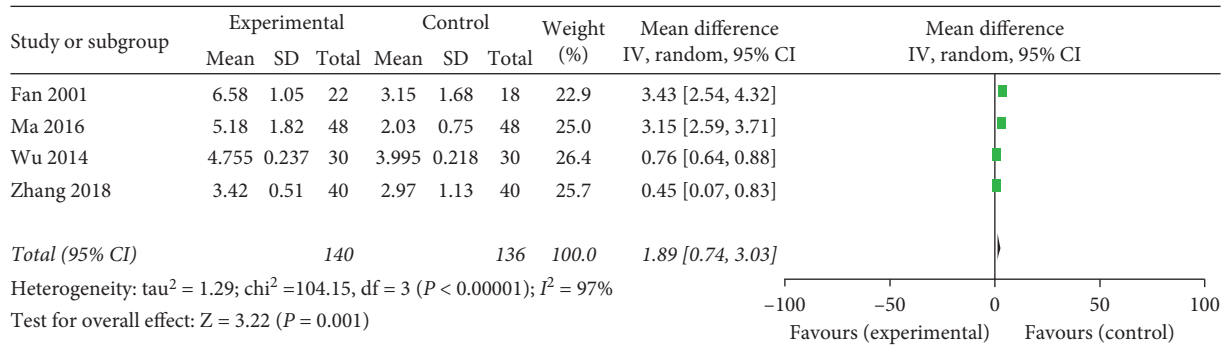 Study or subgroup Experimental Control Weight (%) Mean difference IV, random, 95% CI Mean difference IV, random, 95% CI
Mean SD Total Mean SD Total
Fan 2001 6.58 1.05 22 3.15 1.68 18 22.9 3.43 [2.54, 4.32]
Ma 2016 5.18 1.82 48 2.03 0.75 48 25.0 3.15 [2.59, 3.71]
Wu 2014 4.755 0.237 30 3.995 0.218 30 26.4 0.76 [0.64, 0.88]
Zhang 2018 3.42 0.51 40 2.97 1.13 40 25.7 0.45 [0.07, 0.83]
Total (95% CI) 140 136 100.0 1.89 [0.74, 3.03]
Heterogeneity: tau² = 1.29; chi² =104.15, df = 3 (P < 0.00001); I² = 97%
Test for overall effect: Z = 3.22 (P = 0.001)
−100 −50 0 50 100
Favours (experimental) Favours (control)